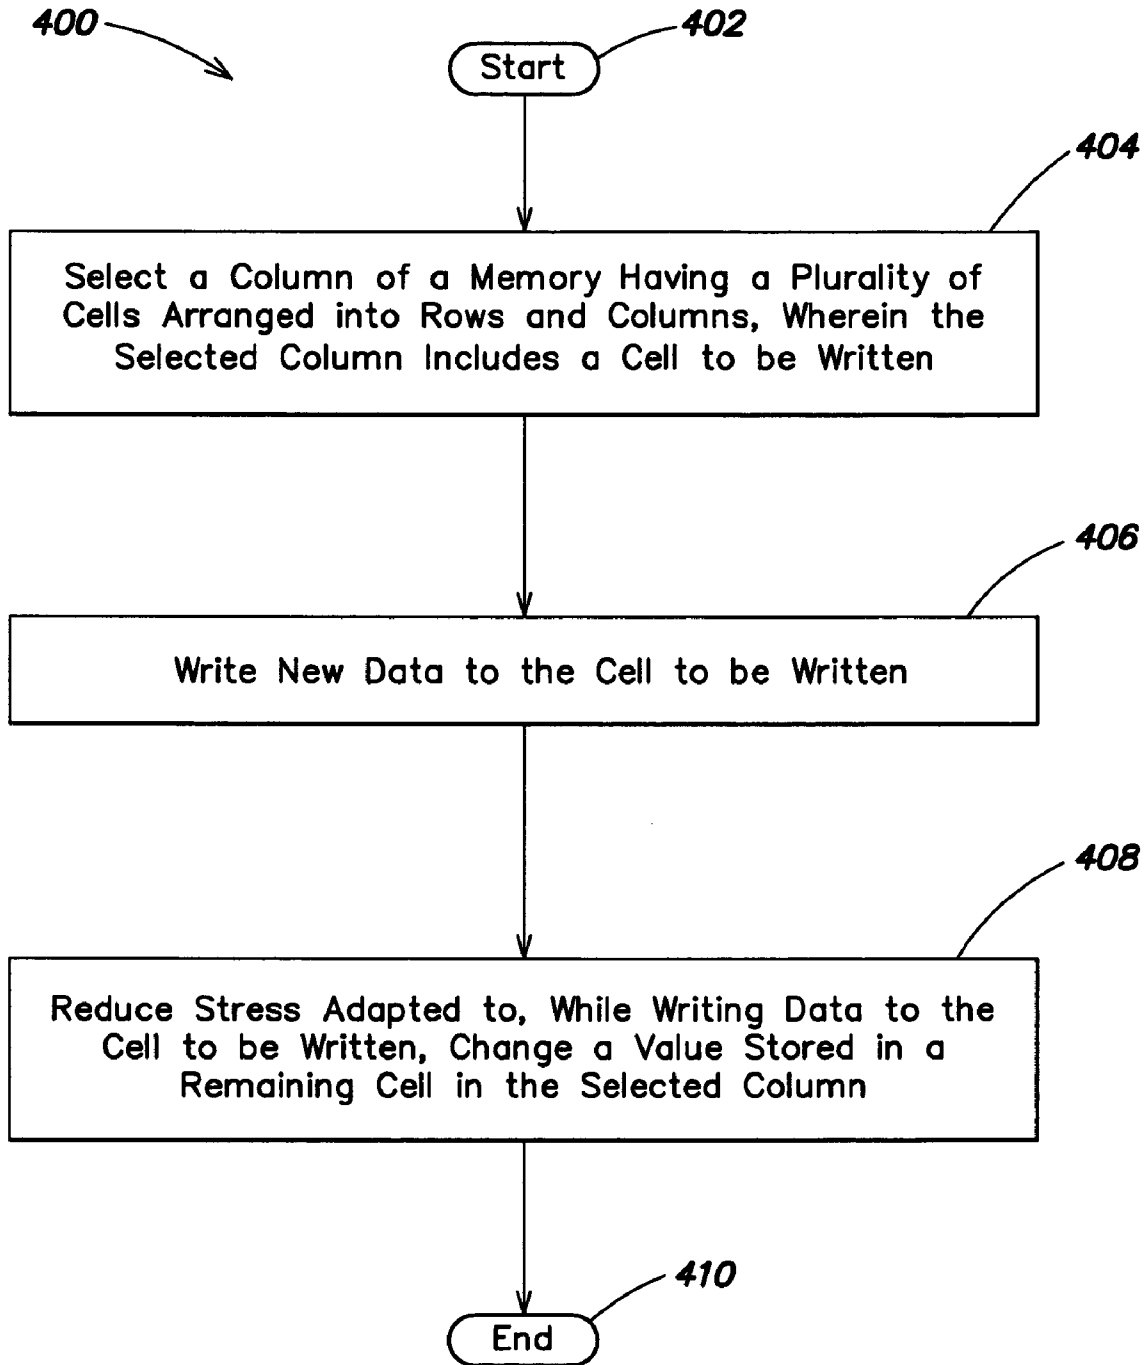 400
402
Start
404
Select a Column of a Memory Having a Plurality of
Cells Arranged into Rows and Columns, Wherein the
Selected Column Includes a Cell to be Written
406
Write New Data to the Cell to be Written
408
Reduce Stress Adapted to, While Writing Data to the
Cell to be Written, Change a Value Stored in a
Remaining Cell in the Selected Column
410
End